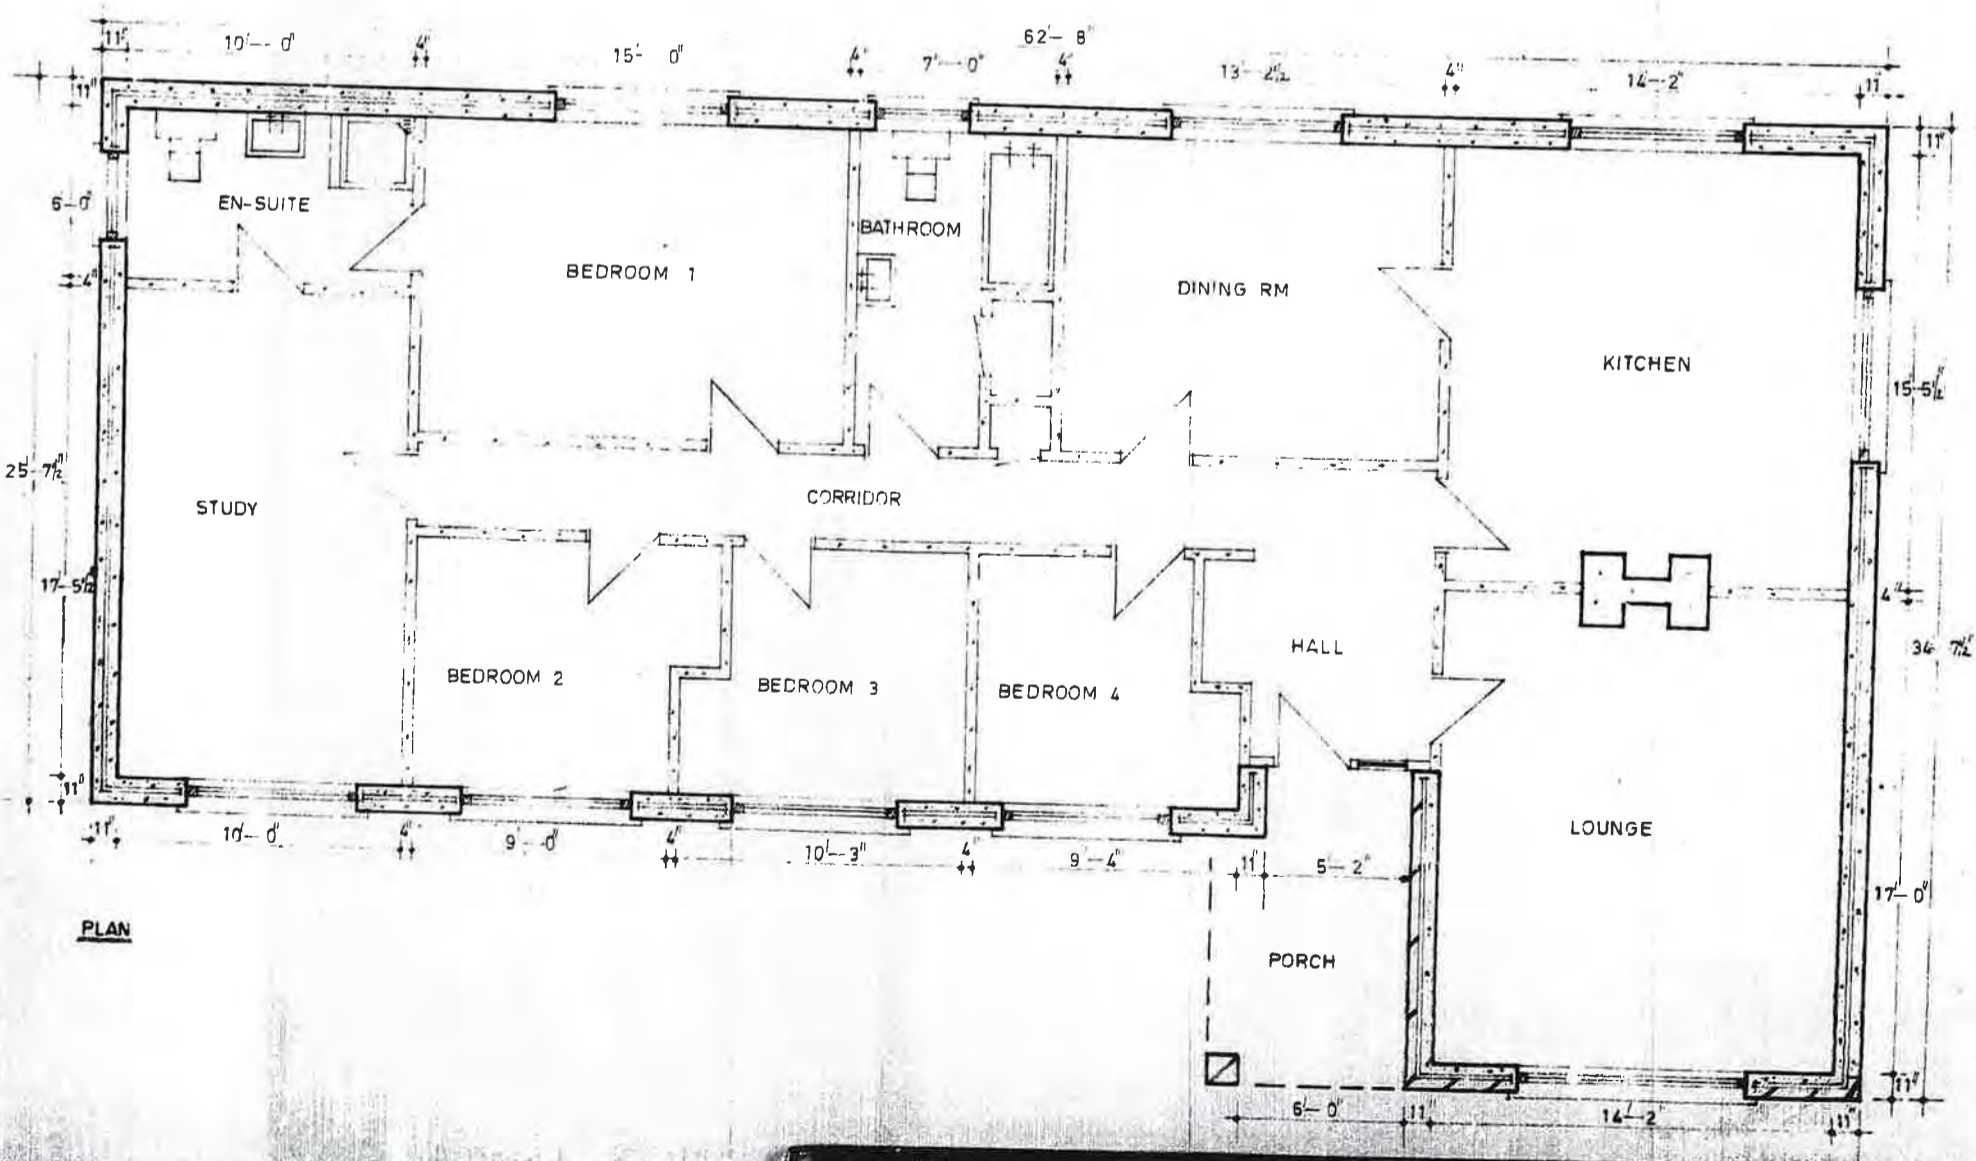 62'- 8"
11" 10'- 0" 4" 15'- 0" 4" 7'- 0" 4" 13'- 2½" 4" 14'- 2" 11"
11" 11"
EN-SUITE BATHROOM
6'- 0"
BEDROOM 1 DINING RM
4"
KITCHEN
15'- 5½"
25'- 7½"
STUDY CORRIDOR
17'- 5½"
4"
HALL
34'- 7½"
BEDROOM 2 BEDROOM 3 BEDROOM 4
11"
LOUNGE
11" 10'- 0" 4" 9'- 0" 4" 10'- 3" 4" 9'- 4" 11" 5'- 2"
17'- 0"
PLAN
PORCH
11"
6'- 0" 11" 14'- 2 11"